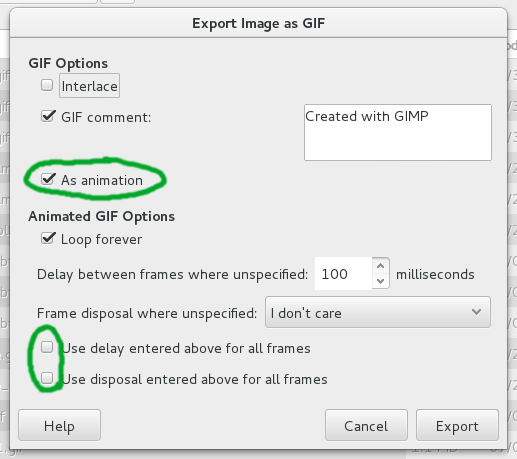 Export Image as GIF
GIF Options
Interlace
GIF comment:
Created with GIMP
As animation
Animated GIF Options
Loop forever
Delay between frames where unspecified: 100 milliseconds
Frame disposal where unspecified: I don't care
Use delay entered above for all frames
Use disposal entered above for all frames
Help Cancel Export